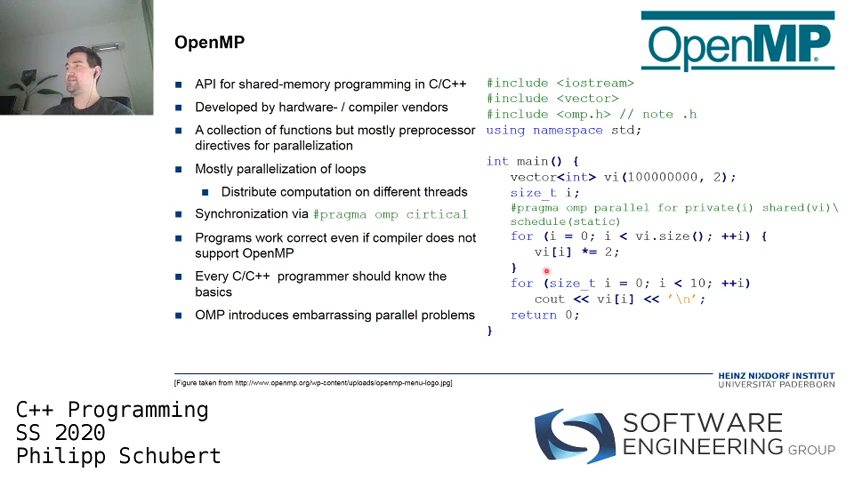 OpenMP
OpenMP
API for shared-memory programming in C/C++
Developed by hardware- / compiler vendors
A collection of functions but mostly preprocessor
directives for parallelization
Mostly parallelization of loops
Distribute computation on different threads
Synchronization via #pragma omp cirtical
Programs work correct even if compiler does not
support OpenMP
Every C/C++ programmer should know the
basics
OMP introduces embarrassing parallel problems
#include <iostream>
#include <vector>
#include <omp.h> // note .h
using namespace std;
int main() {
vector<int> vi(100000000, 2);
size_t i;
#pragma omp parallel for private(i) shared(vi)\
schedule(static)
for (i = 0; i < vi.size(); ++i) {
vi[i] *= 2;
}
for (size_t i = 0; i < 10; ++i)
cout << vi[i] << '\n';
return 0;
}
[Figure taken from http://www.openmp.org/wp-content/uploads/openmp-menu-logo.jpg]
HEINZ NIXDORF INSTITUT
UNIVERSITÄT PADERBORN
C++ Programming
SS 2020
Philipp Schubert
SOFTWARE
ENGINEERING GROUP